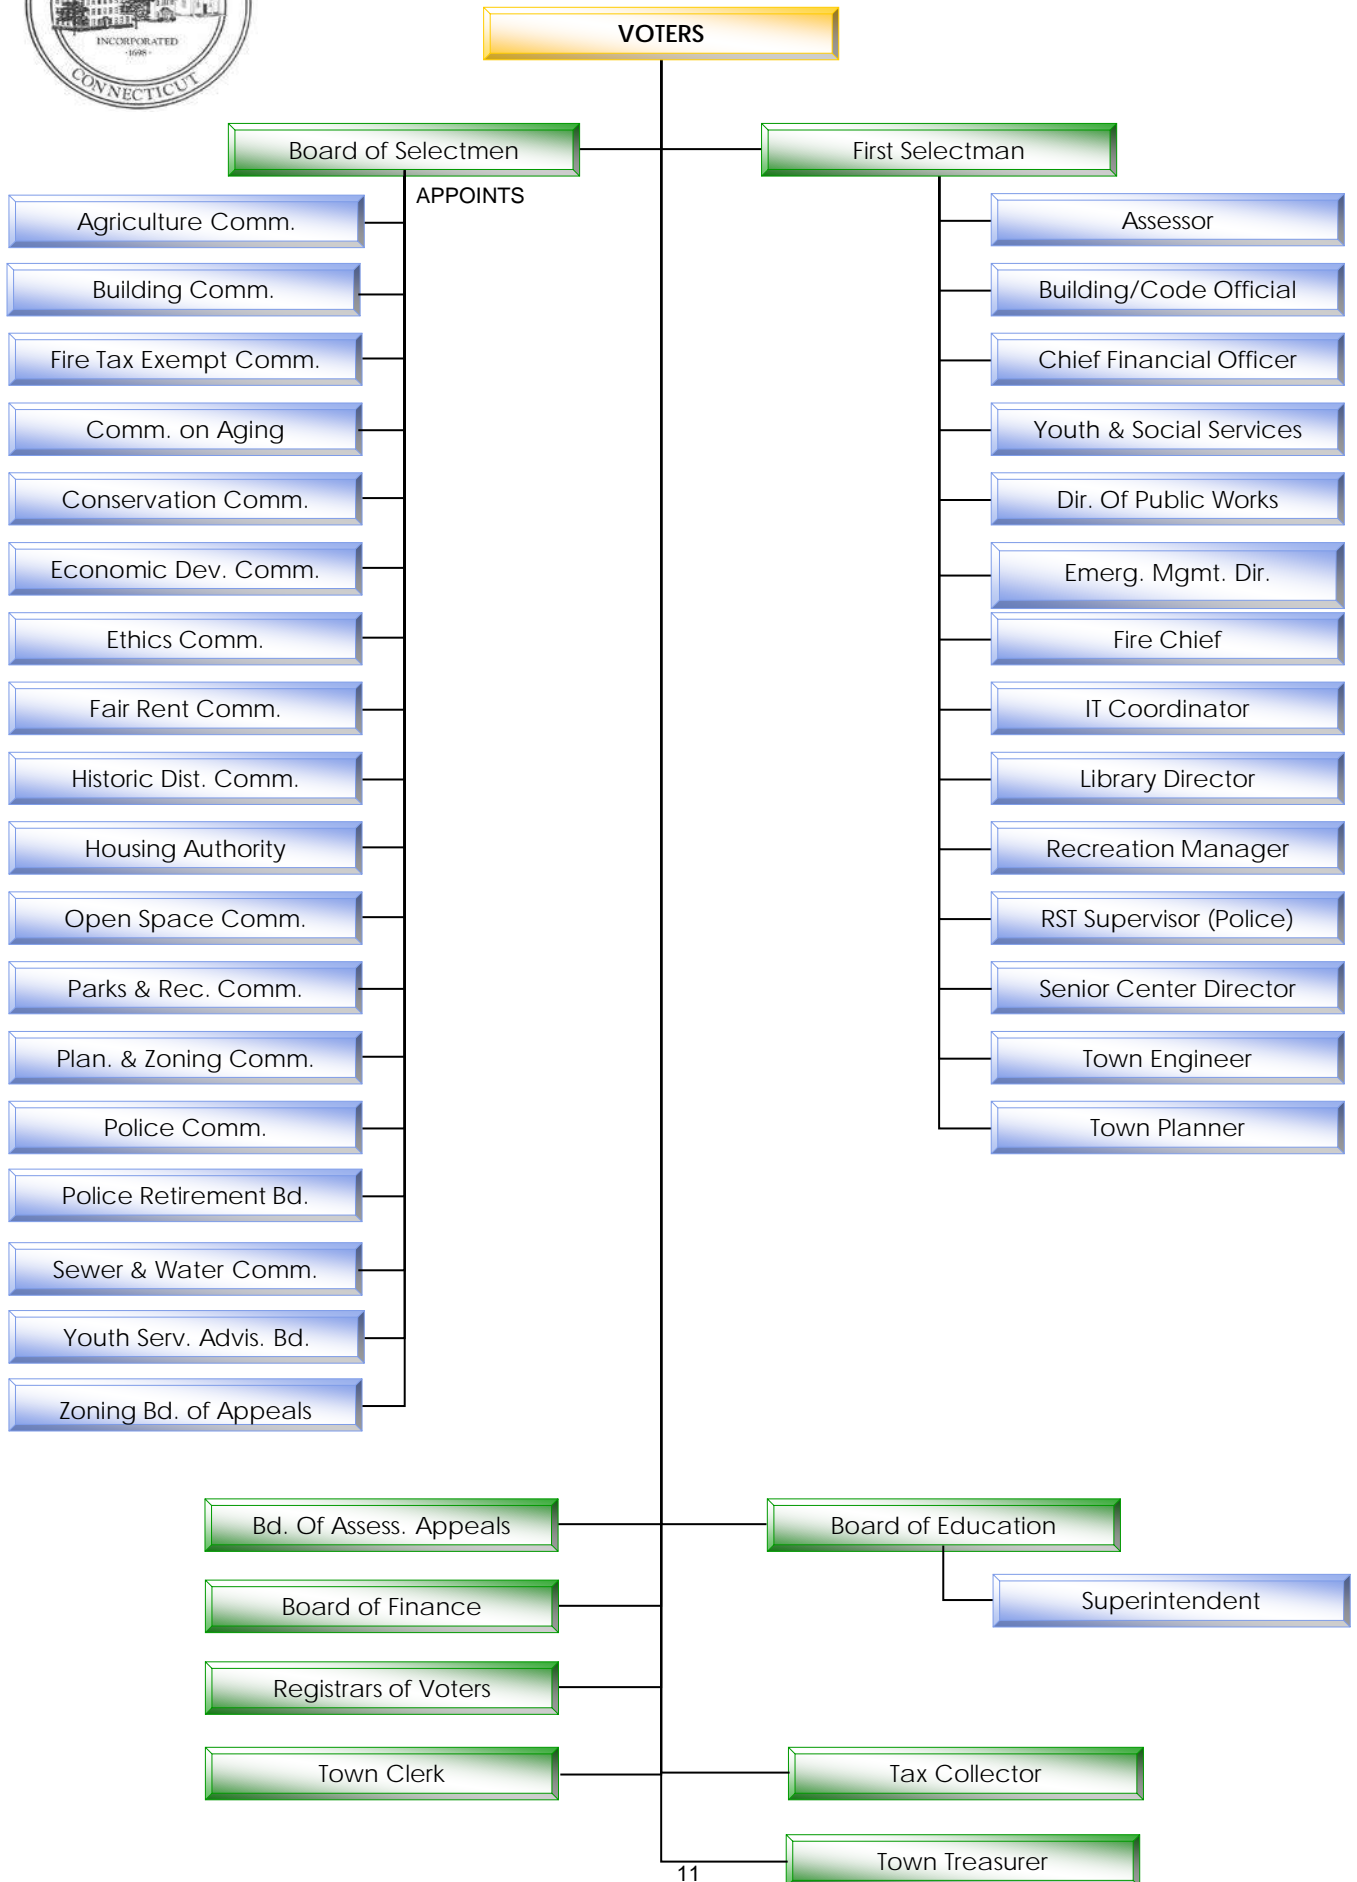 INCORPORATED
·1698·
CONNECTICUT
VOTERS
Board of Selectmen
First Selectman
APPOINTS
Agriculture Comm.
Building Comm.
Fire Tax Exempt Comm.
Comm. on Aging
Conservation Comm.
Economic Dev. Comm.
Ethics Comm.
Fair Rent Comm.
Historic Dist. Comm.
Housing Authority
Open Space Comm.
Parks & Rec. Comm.
Plan. & Zoning Comm.
Police Comm.
Police Retirement Bd.
Sewer & Water Comm.
Youth Serv. Advis. Bd.
Zoning Bd. of Appeals
Assessor
Building/Code Official
Chief Financial Officer
Youth & Social Services
Dir. Of Public Works
Emerg. Mgmt. Dir.
Fire Chief
IT Coordinator
Library Director
Recreation Manager
RST Supervisor (Police)
Senior Center Director
Town Engineer
Town Planner
Bd. Of Assess. Appeals
Board of Finance
Registrars of Voters
Town Clerk
Board of Education
Superintendent
Tax Collector
Town Treasurer
11